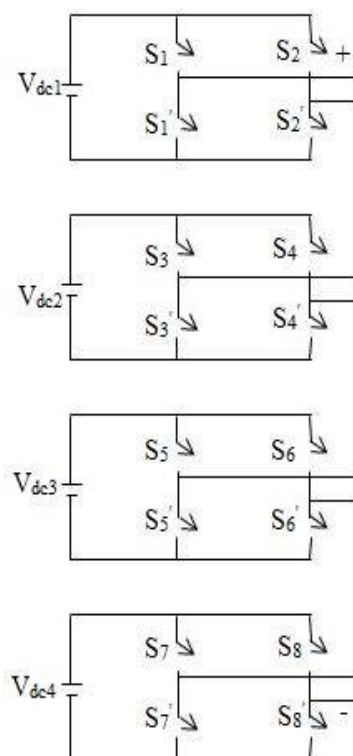 S1 S2 +
Vdc1
S1' S2'
S3 S4
Vdc2
S3' S4'
S5 S6
Vdc3
S5' S6'
S7 S8
Vdc4
S7' S8' -